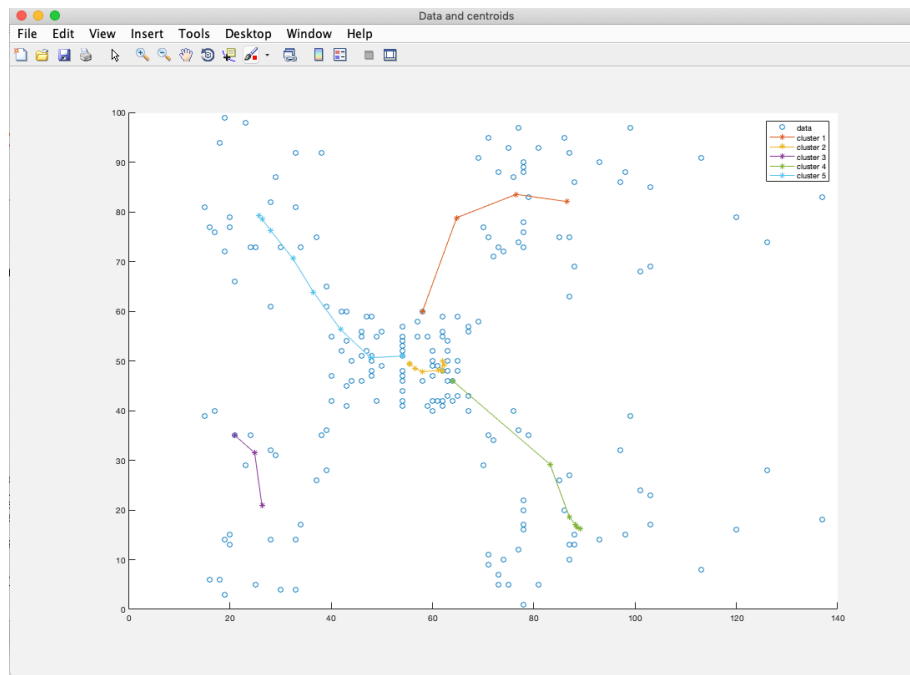 Data and centroids
File Edit View Insert Tools Desktop Window Help
100
90
80
70
60
50
40
30
20
10
0
0 20 40 60 80 100 120 140
data
cluster 1
cluster 2
cluster 3
cluster 4
cluster 5